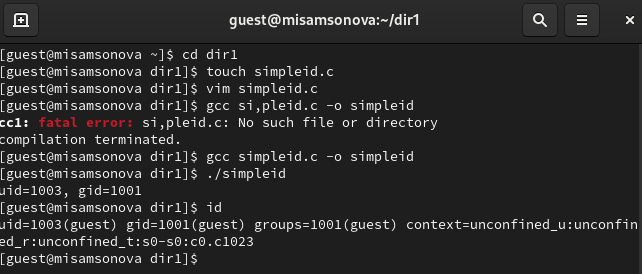 guest@misamsonova:~/dir1
[guest@misamsonova ~]$ cd dir1
[guest@misamsonova dir1]$ touch simpleid.c
[guest@misamsonova dir1]$ vim simpleid.c
[guest@misamsonova dir1]$ gcc si,pleid.c -o simpleid
cc1: fatal error: si,pleid.c: No such file or directory
compilation terminated.
[guest@misamsonova dir1]$ gcc simpleid.c -o simpleid
[guest@misamsonova dir1]$ ./simpleid
uid=1003, gid=1001
[guest@misamsonova dir1]$ id
uid=1003(guest) gid=1001(guest) groups=1001(guest) context=unconfined_u:unconfin
ed_r:unconfined_t:s0-s0:c0.c1023
[guest@misamsonova dir1]$